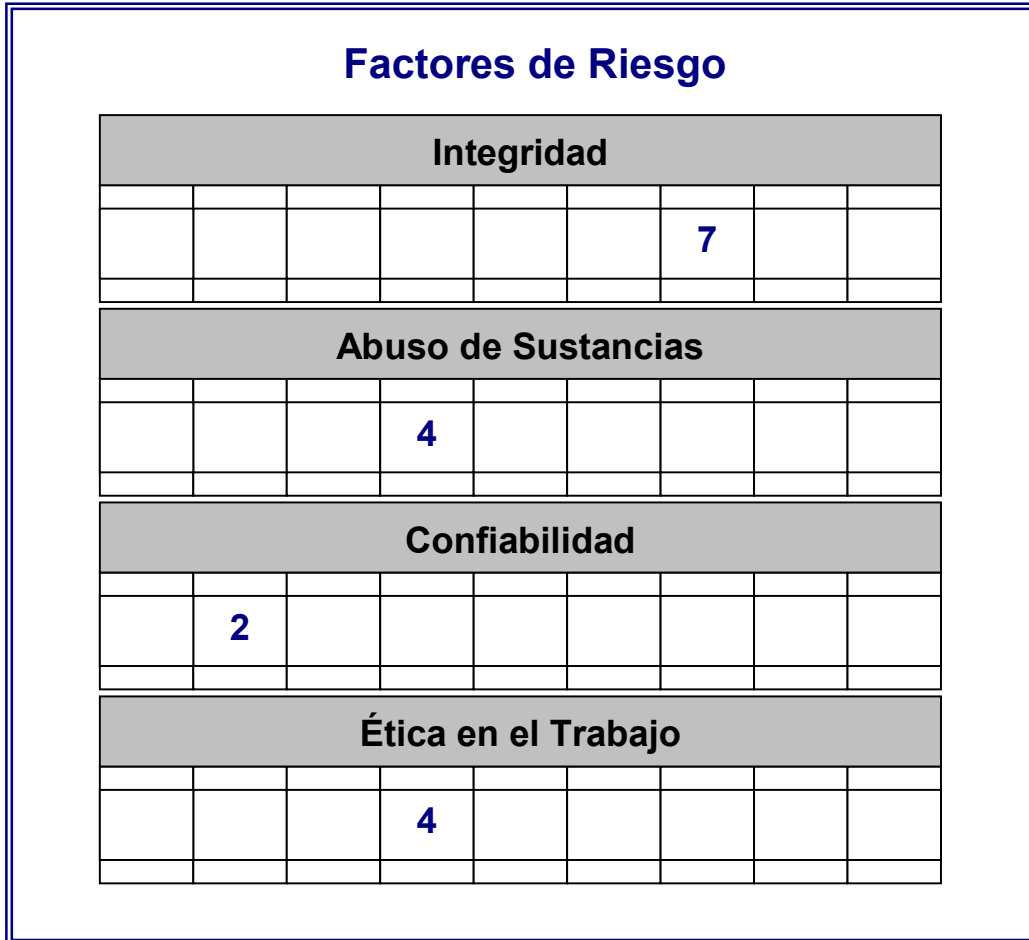 Factores de Riesgo
Integridad
7
Abuso de Sustancias
4
Confiabilidad
2
Ética en el Trabajo
4